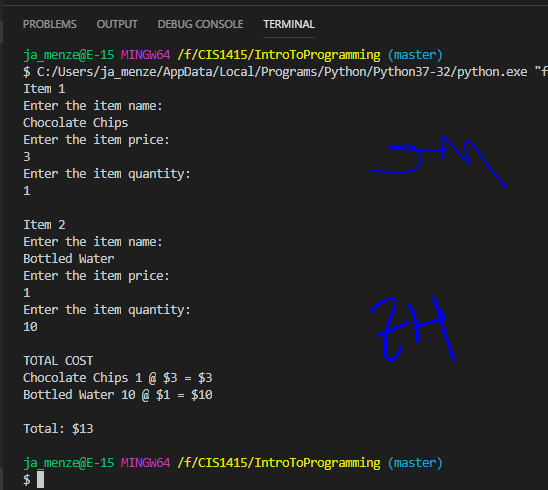 PROBLEMS OUTPUT DEBUG CONSOLE TERMINAL
ja_menze@E-15 MINGW64 /f/CIS1415/IntroToProgramming (master)
$ C:/Users/ja_menze/AppData/Local/Programs/Python/Python37-32/python.exe "f
Item 1
Enter the item name:
Chocolate Chips
Enter the item price:
3
Enter the item quantity:
1
Item 2
Enter the item name:
Bottled Water
Enter the item price:
1
Enter the item quantity:
10
TOTAL COST
Chocolate Chips 1 @ $3 = $3
Bottled Water 10 @ $1 = $10
Total: $13
ja_menze@E-15 MINGW64 /f/CIS1415/IntroToProgramming (master)
$